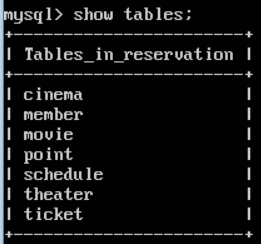 mysql> show tables;
+-----------------------+
| Tables_in_reservation |
+-----------------------+
| cinema                |
| member                |
| movie                 |
| point                 |
| schedule              |
| theater               |
| ticket                |
+-----------------------+